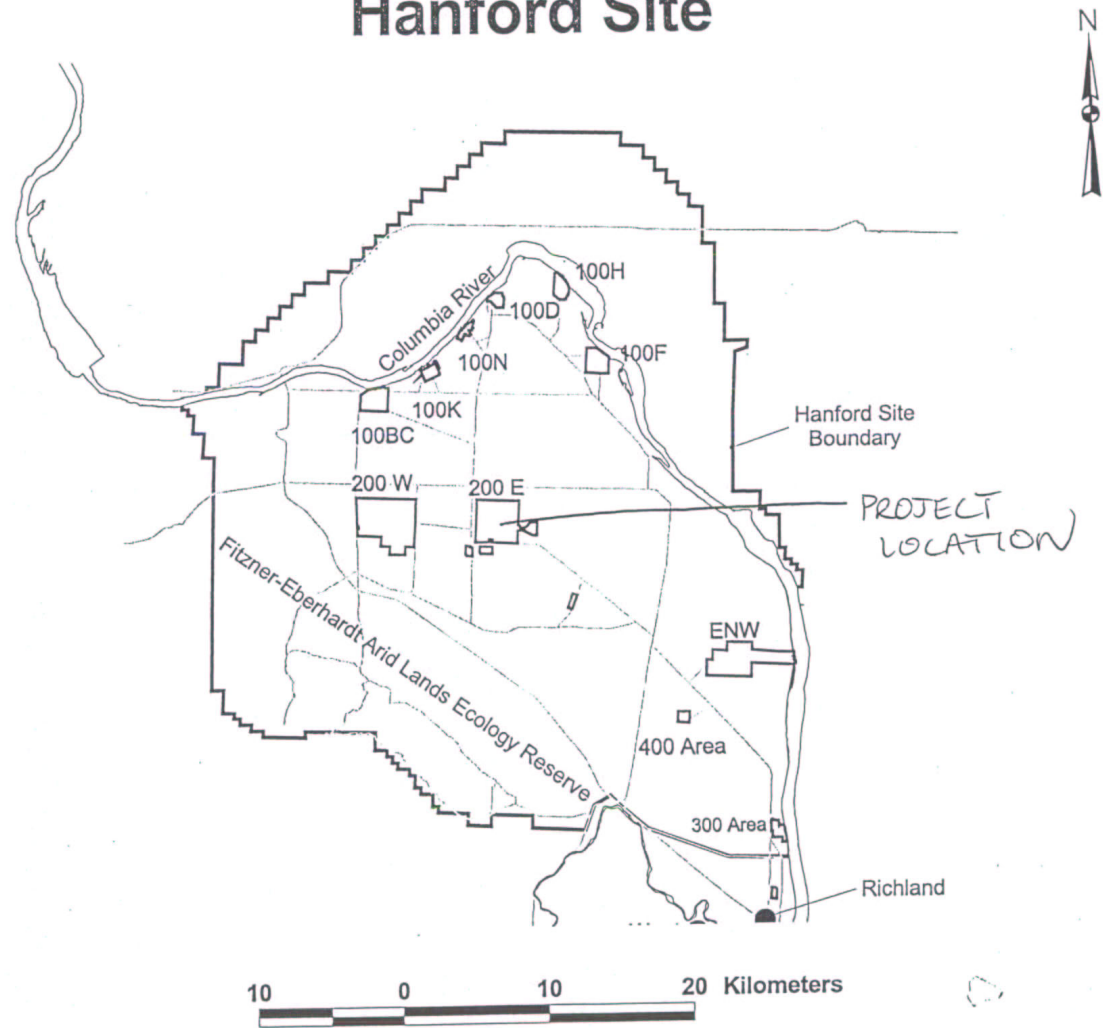 Hanford Site
N
100H
Columbia River
100D
100F
100N
100K
Hanford Site
Boundary
100BC
200 W
200 E
PROJECT
LOCATION
Fitzner-Eberhardt Arid Lands Ecology Reserve
ENW
400 Area
300 Area
Richland
10 0 10 20 Kilometers